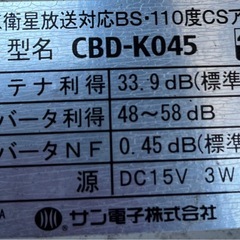 衛星放送対応BS・110度CSア
型名 CBD-K045
テナ利得 33.9dB(標準
バータ利得 48～58dB
バータNF 0.45dB(標準
源 DC15V 3W
A サン電子株式会社